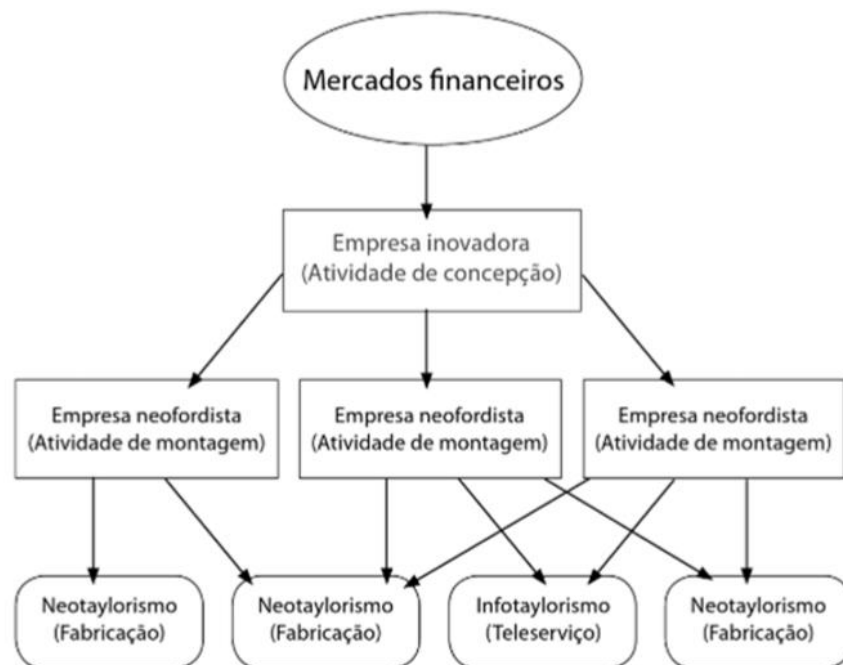 Mercados financeiros
Empresa inovadora
(Atividade de concepção)
Empresa neofordista
(Atividade de montagem)
Empresa neofordista
(Atividade de montagem)
Empresa neofordista
(Atividade de montagem)
Neotaylorismo
(Fabricação)
Neotaylorismo
(Fabricação)
Infotaylorismo
(Teleserviço)
Neotaylorismo
(Fabricação)